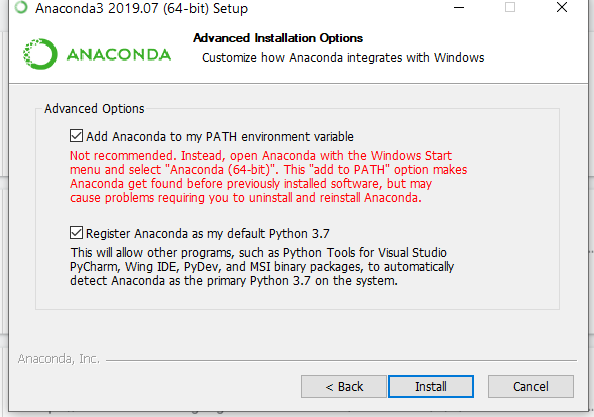 Anaconda3 2019.07 (64-bit) Setup
ANACONDA
Advanced Installation Options
Customize how Anaconda integrates with Windows
Advanced Options
Add Anaconda to my PATH environment variable
Not recommended. Instead, open Anaconda with the Windows Start
menu and select "Anaconda (64-bit)". This "add to PATH" option makes
Anaconda get found before previously installed software, but may
cause problems requiring you to uninstall and reinstall Anaconda.
Register Anaconda as my default Python 3.7
This will allow other programs, such as Python Tools for Visual Studio
PyCharm, Wing IDE, PyDev, and MSI binary packages, to automatically
detect Anaconda as the primary Python 3.7 on the system.
Anaconda, Inc.
< Back
Install
Cancel